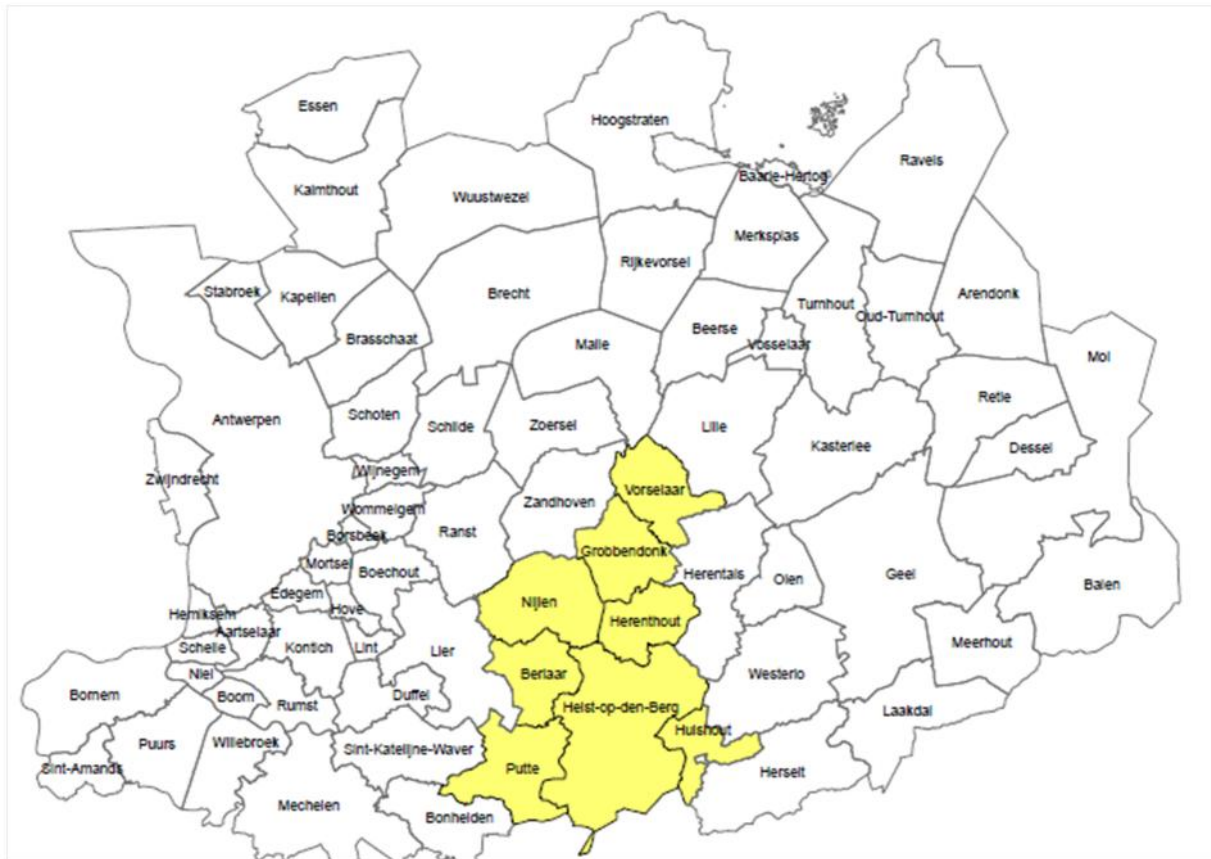 Essen
Hoogstraten
Ravels
Baarle-Hertog
Kalmthout
Wuustwezel
Merksplas
Rijkevorsel
Stabroek
Kapellen
Brecht
Arendonk
Turnhout
Oud-Turnhout
Brasschaat
Beerse
Vosselaar
Malle
Mol
Retie
Antwerpen
Schoten
Schilde
Zoersel
Lille
Kasterlee
Dessel
Zwijndrecht
Wijnegem
Vorselaar
Zandhoven
Wommelgem
Ranst
Borsbeek
Grobbendonk
Mortsel
Boechout
Herentals
Olen
Geel
Balen
Edegem
Nijlen
Hove
Hemiksem
Herenthout
Aartselaar
Schelle
Kontich
Lint
Lier
Meerhout
Niel
Berlaar
Westerlo
Bornem
Boom
Duffel
Rumst
Heist-op-den-Berg
Laakdal
Hulshout
Puurs
Willebroek
Sint-Katelijne-Waver
Sint-Amands
Putte
Herselt
Mechelen
Bonheiden